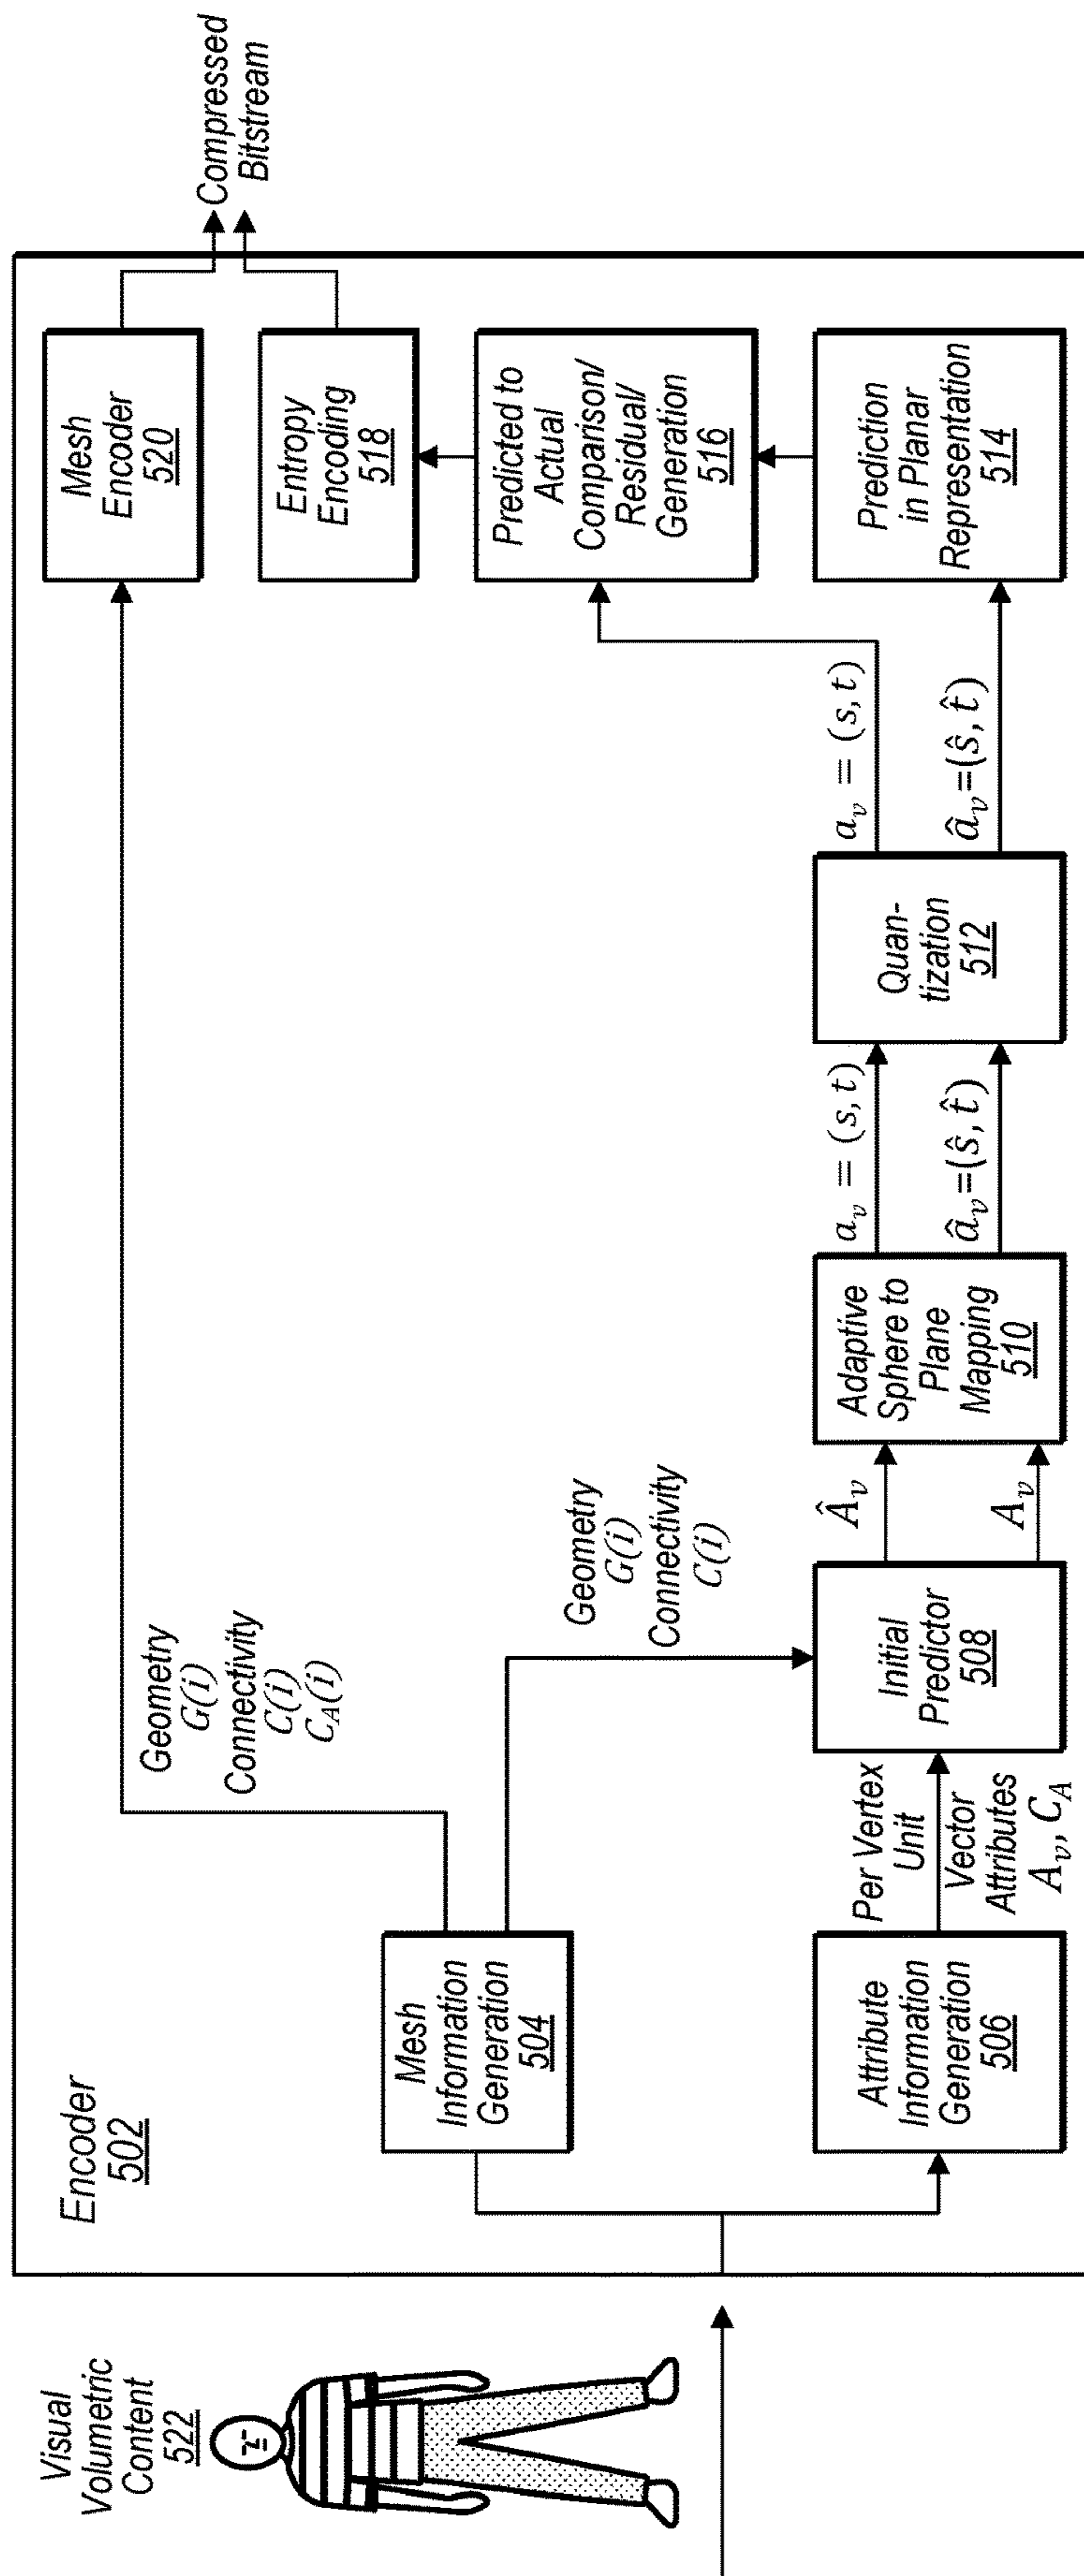 Visual
Volumetric
Content
522
Encoder
502
Mesh
Information
Generation
504
Attribute
Information
Generation
506
Geometry
G(i)
Connectivity
C(i)
C_A(i)
Geometry
G(i)
Connectivity
C(i)
Per Vertex
Unit
Vector
Attributes
A_v, C_A
Initial
Predictor
508
Â_v
A_v
Adaptive
Sphere to
Plane
Mapping
510
a_v = (s, t)
â_v=(ŝ, t̂)
Quan-
tization
512
a_v = (s, t)
â_v=(ŝ, t̂)
Mesh
Encoder
520
Entropy
Encoding
518
Predicted to
Actual
Comparison/
Residual/
Generation
516
Prediction
in Planar
Representation
514
Compressed
Bitstream